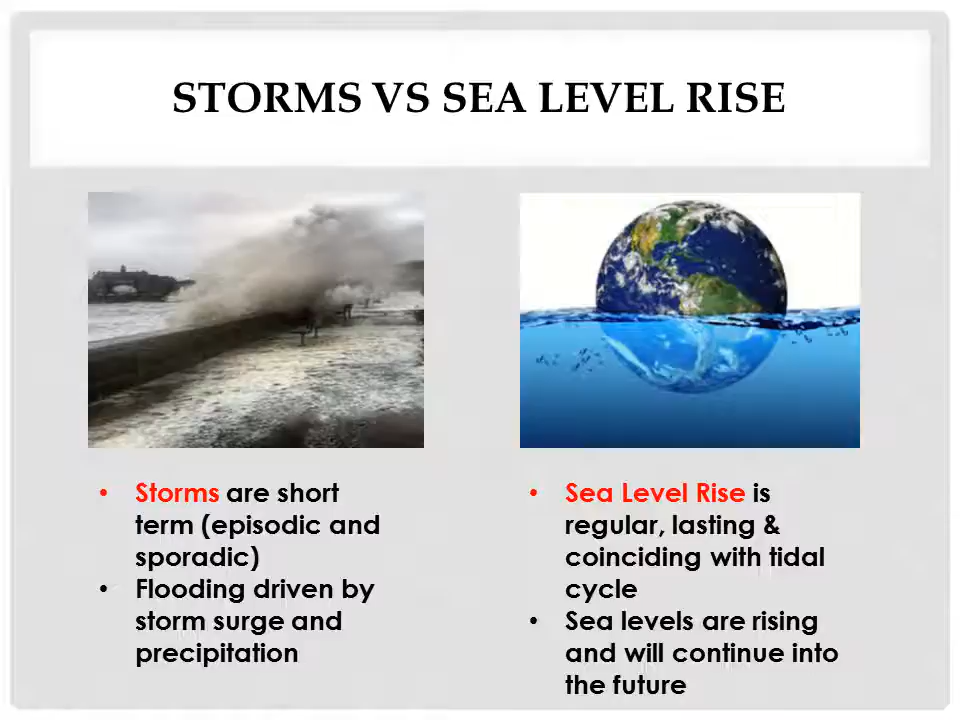 STORMS VS SEA LEVEL RISE
• Storms are short
term (episodic and
sporadic)
• Flooding driven by
storm surge and
precipitation
• Sea Level Rise is
regular, lasting &
coinciding with tidal
cycle
• Sea levels are rising
and will continue into
the future